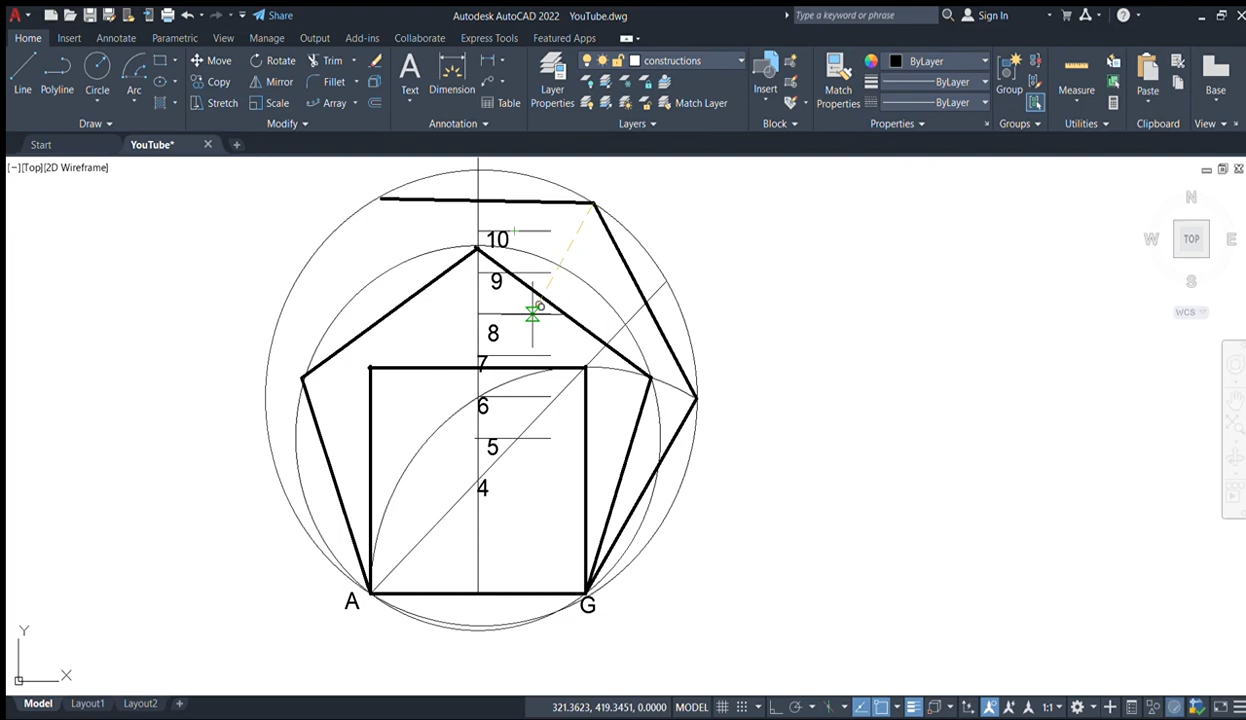 Share
Autodesk AutoCAD 2022 YouTube.dwg
Type a keyword or phrase
Sign In
Home Insert Annotate Parametric View Manage Output Add-ins Collaborate Express Tools Featured Apps
Line Polyline Circle Arc
Move Rotate Trim
Copy Mirror Fillet
Stretch Scale Array
Text Dimension Table
Layer Properties
constructions
Match Layer
Insert
Match Properties
ByLayer
ByLayer
ByLayer
Group
Measure
Paste
Base
Draw Modify Annotation Layers Block Properties Groups Utilities Clipboard View
Start YouTube*
[−][Top][2D Wireframe]
N
W TOP E
S
WCS
10
9
8
7
6
5
4
A G
Y
X
Model Layout1 Layout2
321.3623, 419.3451, 0.0000 MODEL 1:1